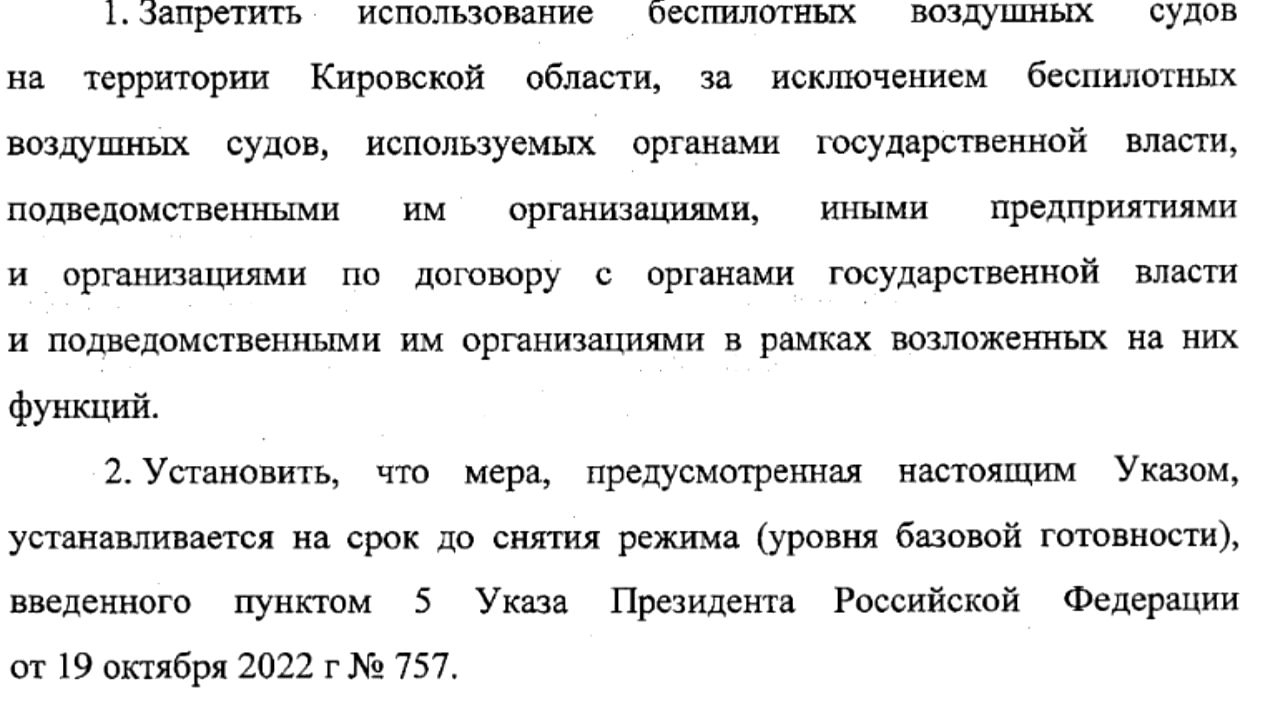 1. Запретить использование беспилотных воздушных судов
на территории Кировской области, за исключением беспилотных
воздушных судов, используемых органами государственной власти,
подведомственными им организациями, иными предприятиями
и организациями по договору с органами государственной власти
и подведомственными им организациями в рамках возложенных на них
функций.
2. Установить, что мера, предусмотренная настоящим Указом,
устанавливается на срок до снятия режима (уровня базовой готовности),
введенного пунктом 5 Указа Президента Российской Федерации
от 19 октября 2022 г № 757.